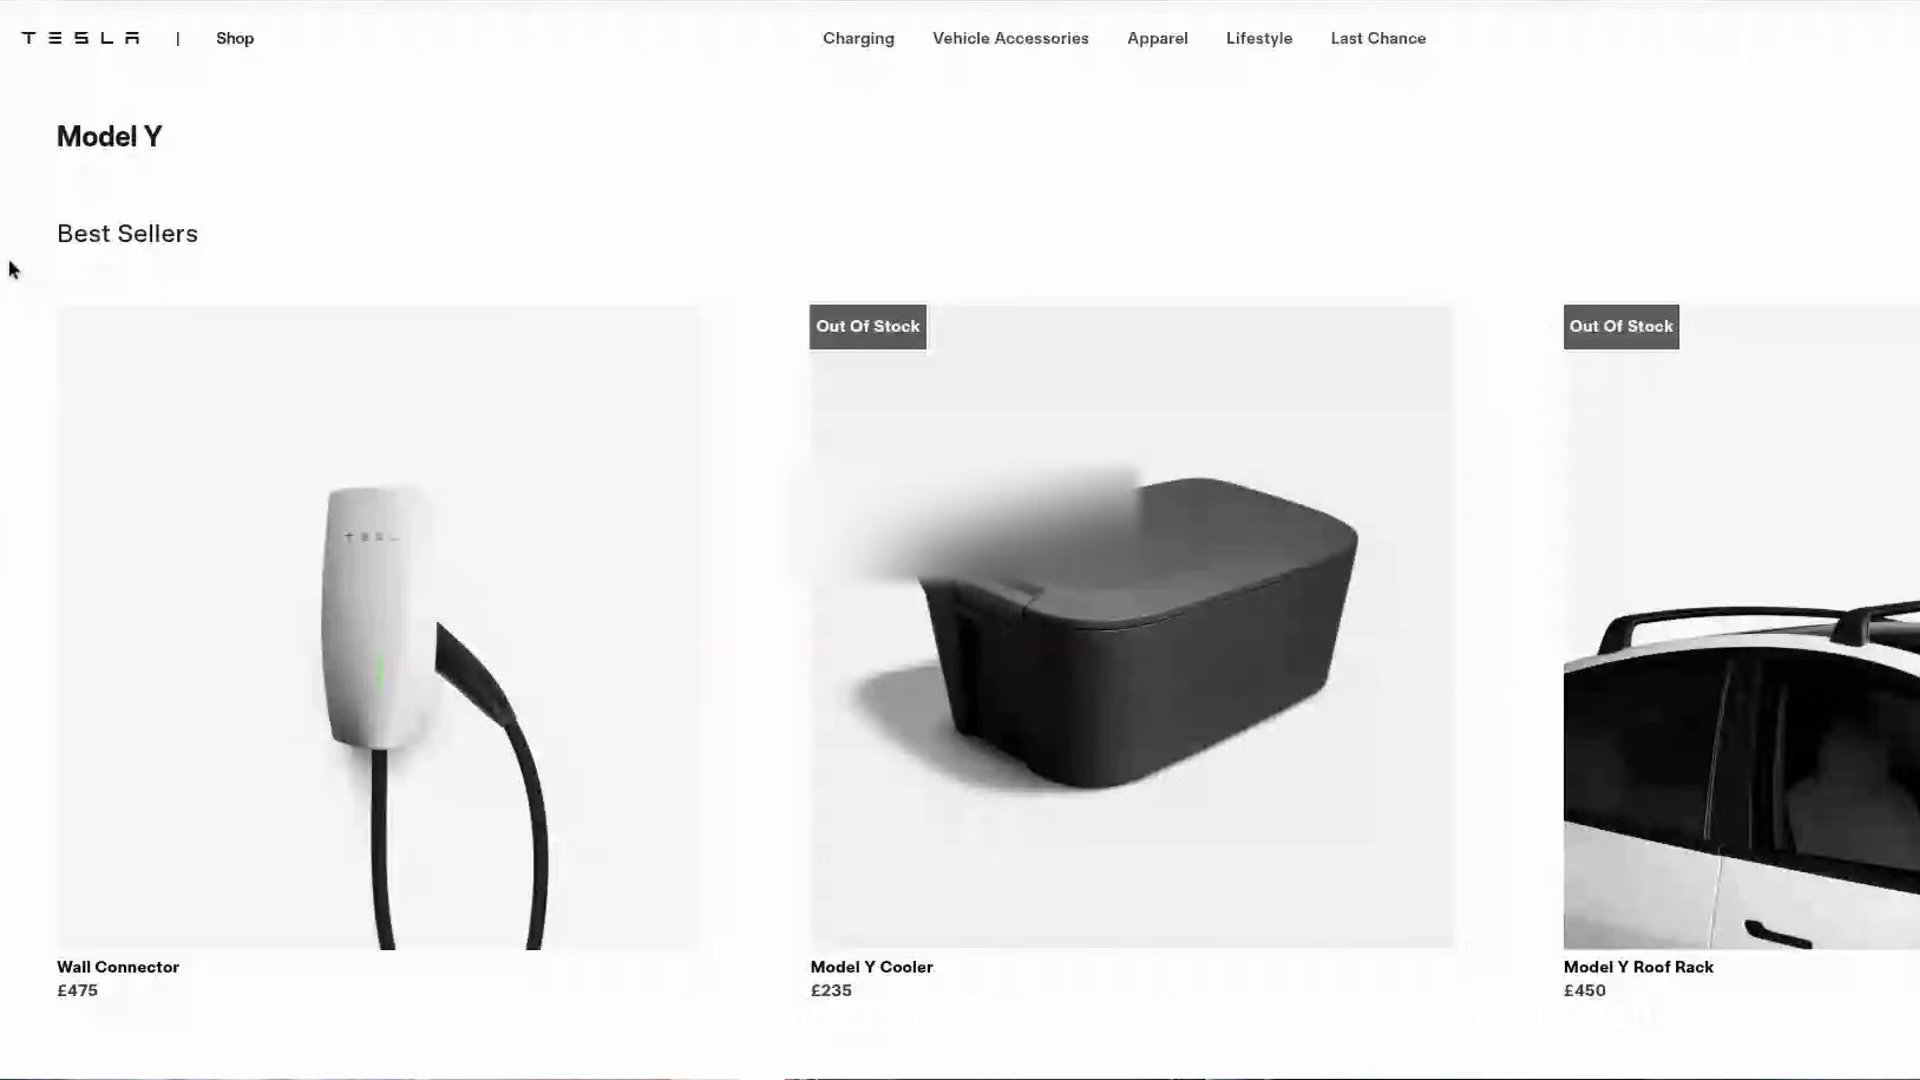 TESLA | Shop
Charging
Vehicle Accessories
Apparel
Lifestyle
Last Chance
Model Y
Best Sellers
TESL
Wall Connector
£475
Out Of Stock
Model Y Cooler
£235
Out Of Stock
Model Y Roof Rack
£450